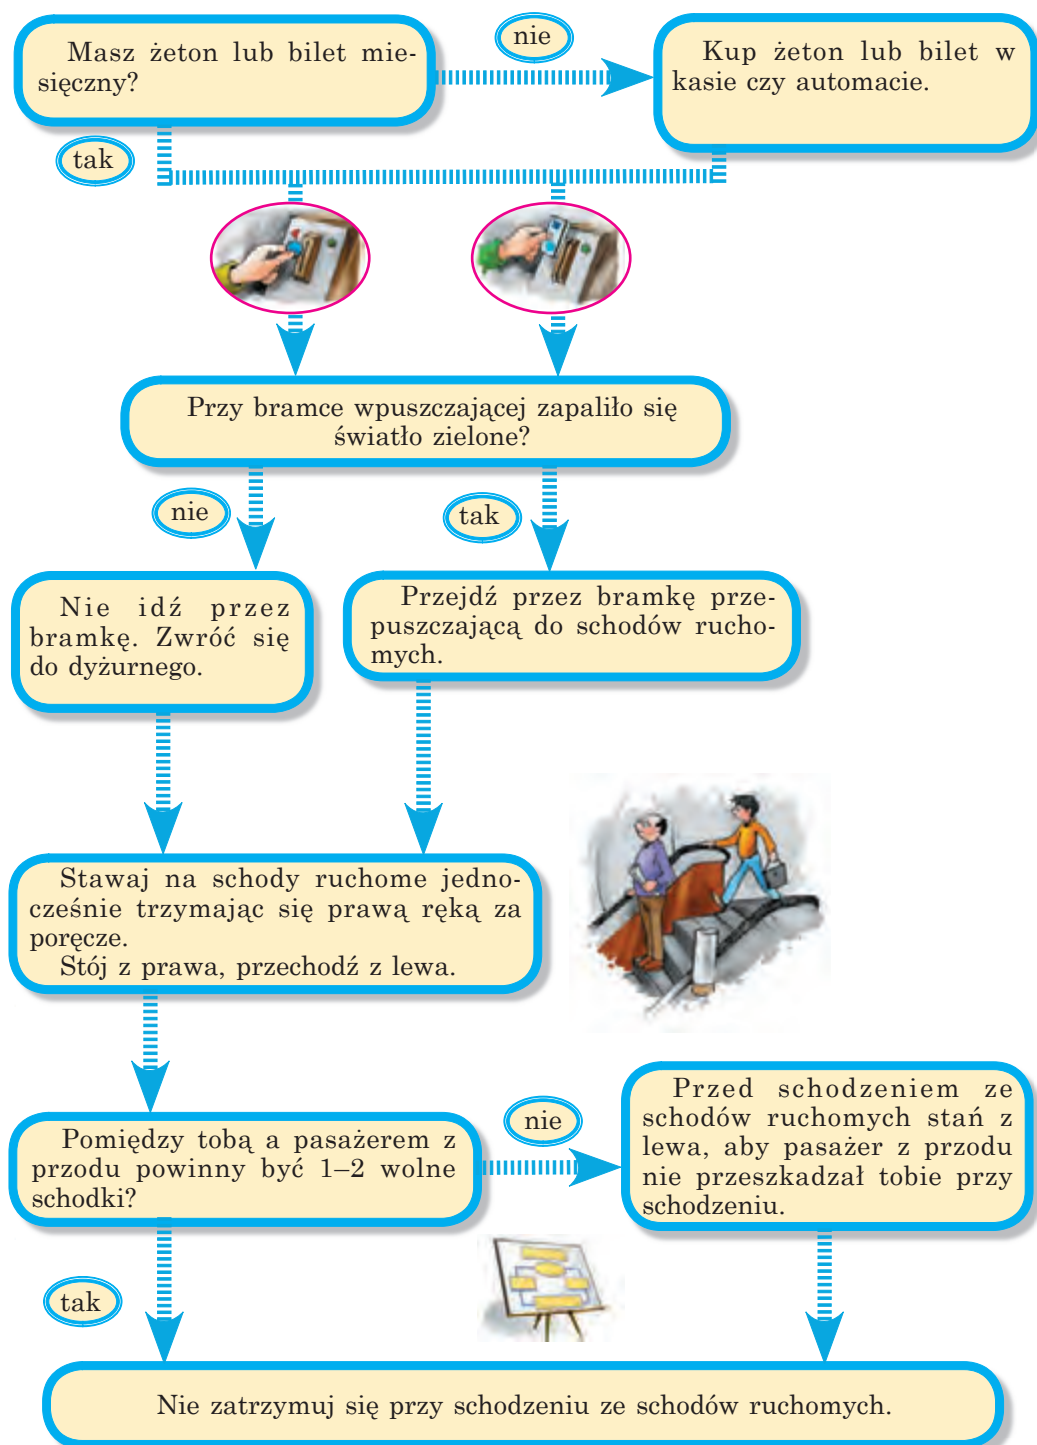 Masz żeton lub bilet mie-
sięczny?
nie
Kup żeton lub bilet w
kasie czy automacie.
tak
Przy bramce wpuszczającej zapaliło się
światło zielone?
nie
tak
Nie idź przez
bramkę. Zwróć się
do dyżurnego.
Przejdź przez bramkę prze-
puszczającą do schodów rucho-
mych.
Stawaj na schody ruchome jedno-
cześnie trzymając się prawą ręką za
poręcze.
Stój z prawa, przechodź z lewa.
Pomiędzy tobą a pasażerem z
przodu powinny być 1–2 wolne
schodki?
nie
Przed schodzeniem ze
schodów ruchomych stań z
lewa, aby pasażer z przodu
nie przeszkadzał tobie przy
schodzeniu.
tak
Nie zatrzymuj się przy schodzeniu ze schodów ruchomych.